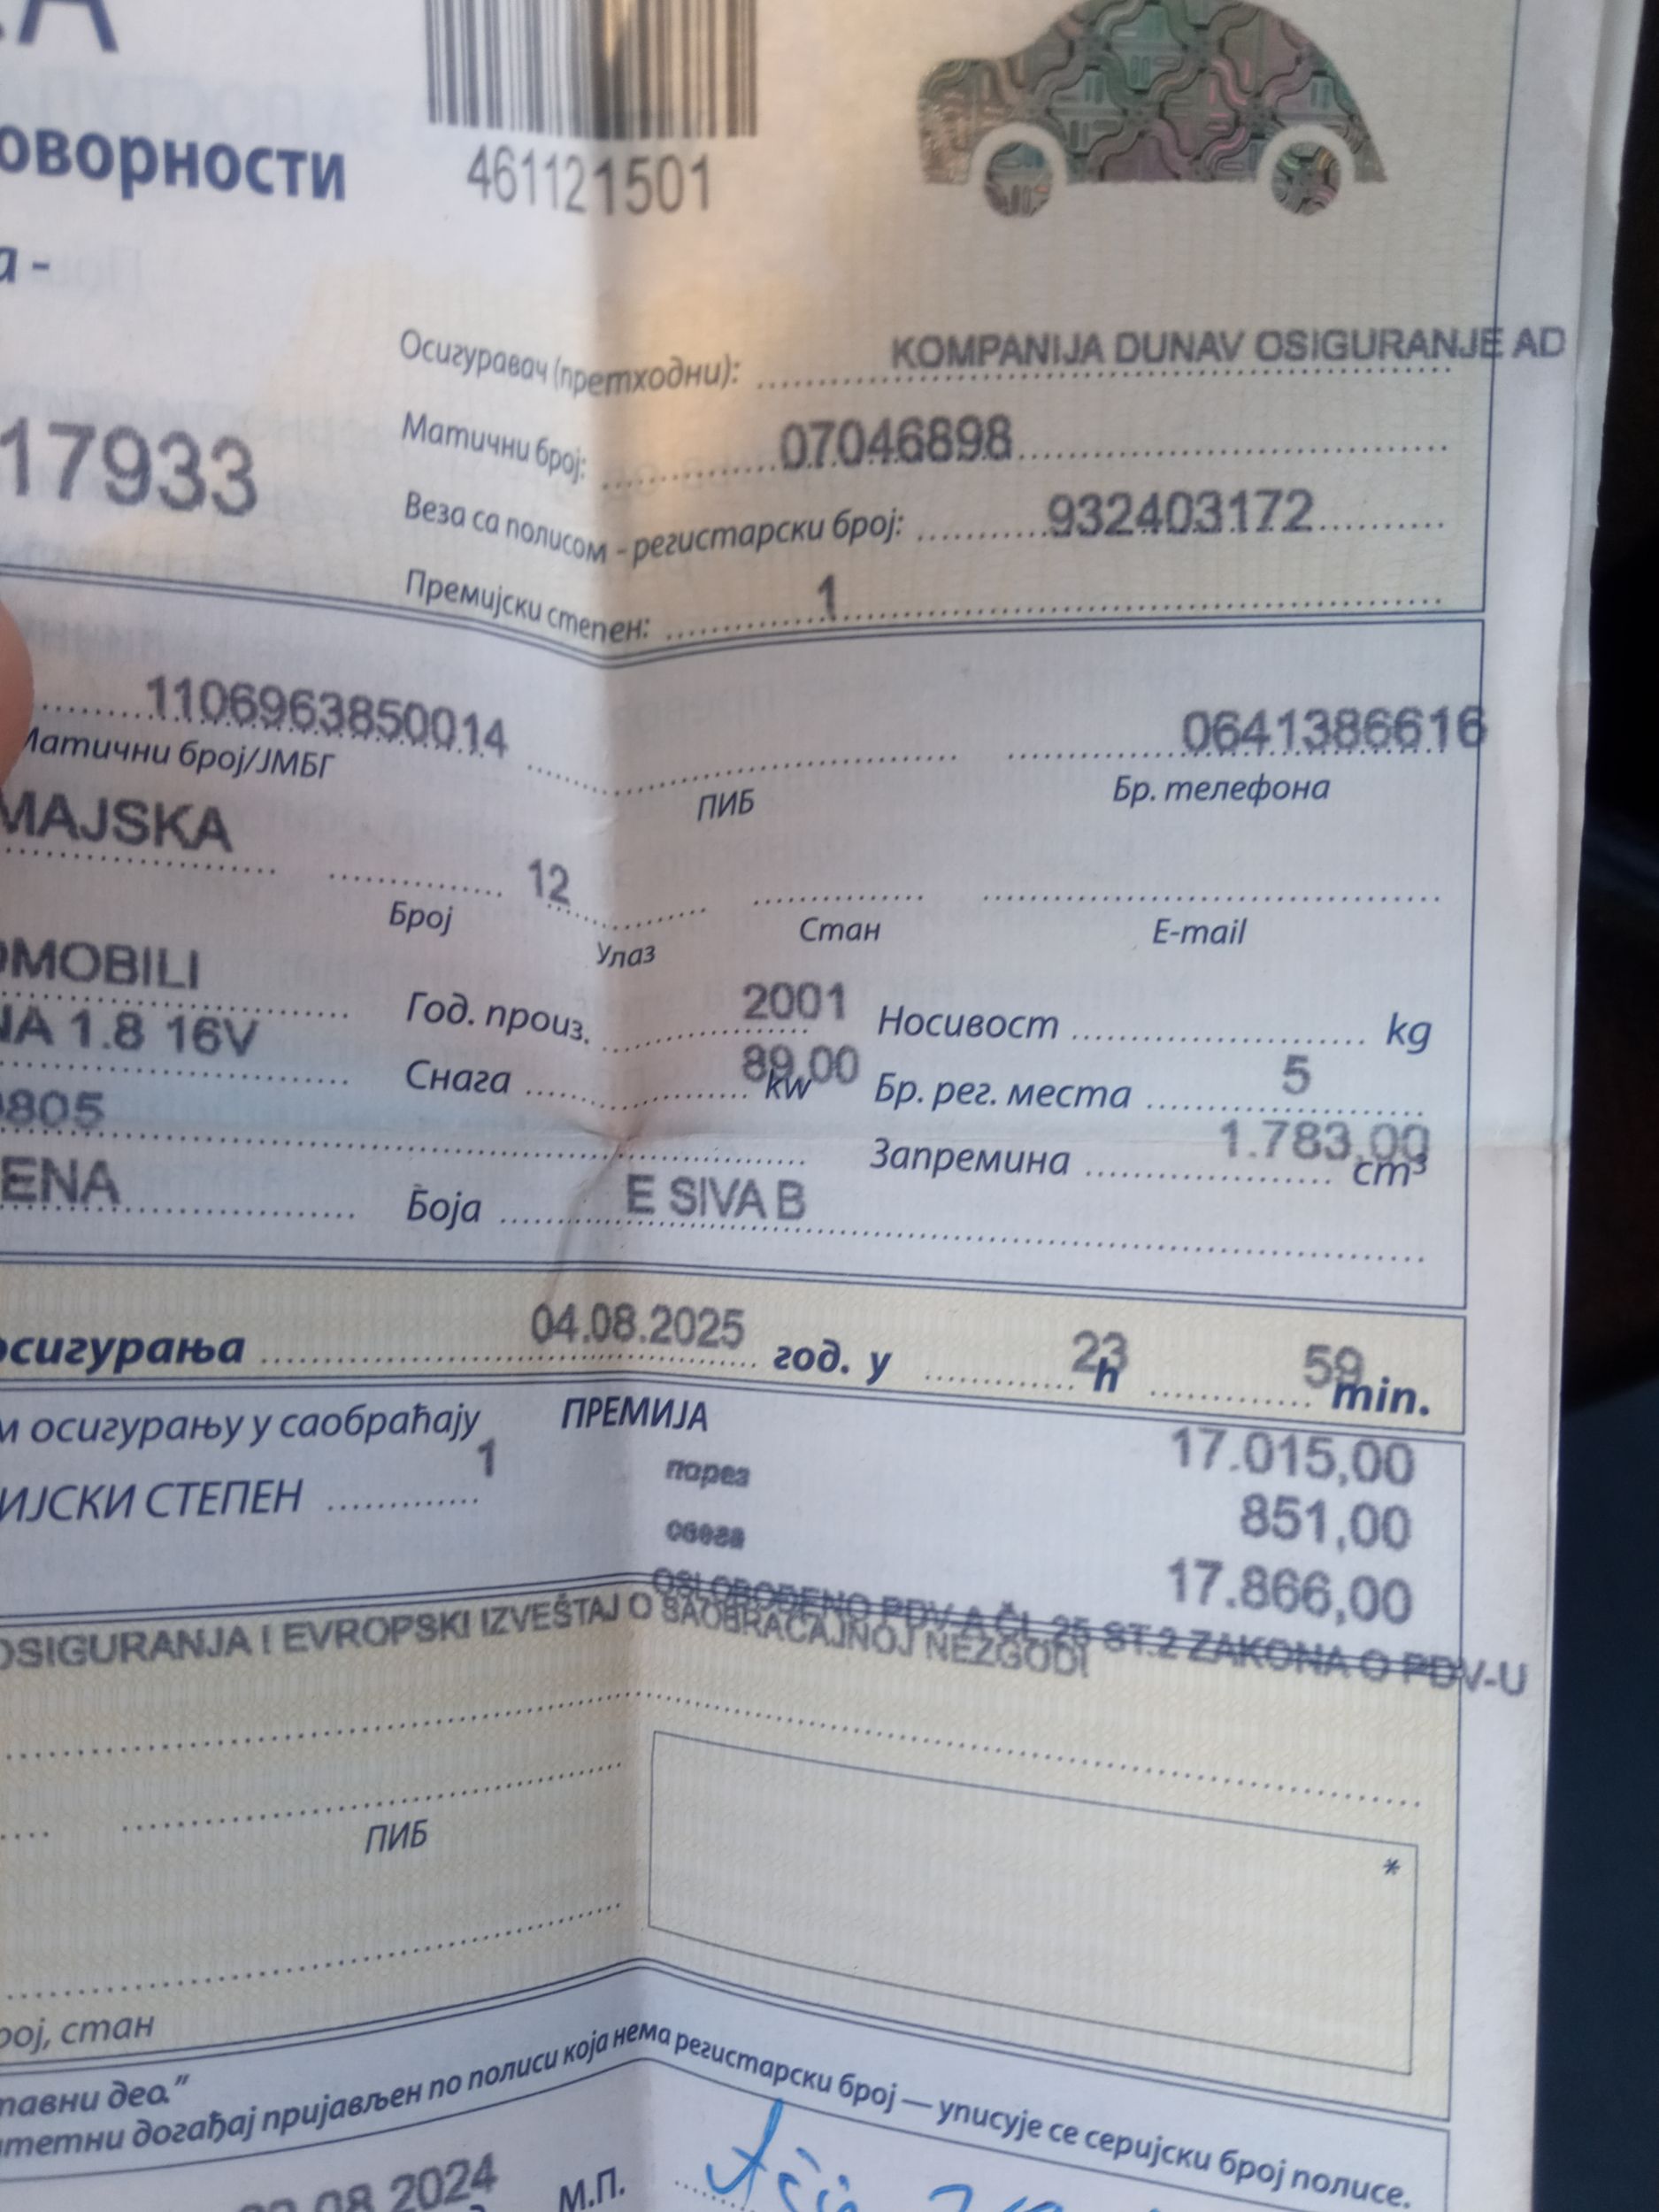 оворности
461121501
а -
Осигуравач (претходни): KOMPANIJA DUNAV OSIGURANJE AD
17933
Матични број: 07046898
Веза са полисом - регистарски број: 932403172
Премијски степен: 1
1106963850014 0641386616
Матични број/ЈМБГ ПИБ Бр. телефона
MAJSKA 12
Број Улаз Стан E-mail
OMOBILI Год. произ. 2001 Носивост kg
NA 1.8 16V Снага 89,00 kw Бр. рег. места 5
805 Запремина 1.783,00 cm³
ENA Боја E SIVA B
осигурања 04.08.2025 год. у 23 h 59 min.
м осигурању у саобраћају ПРЕМИЈА 17.015,00
ИЈСКИ СТЕПЕН 1 порез 851,00
свега 17.866,00
OSLOBOĐENO PDV-A ČL.25 ST.2 ZAKONA O PDV-U
OSIGURANJA I EVROPSKI IZVEŠTAJ O SAOBRAĆAJNOJ NEZGODI
ПИБ
*
рој, стан
тавни део.”
тетни догађај пријављен по полиси која нема регистарски број — уписује се серијски број полисе.
08.2024 М.П.